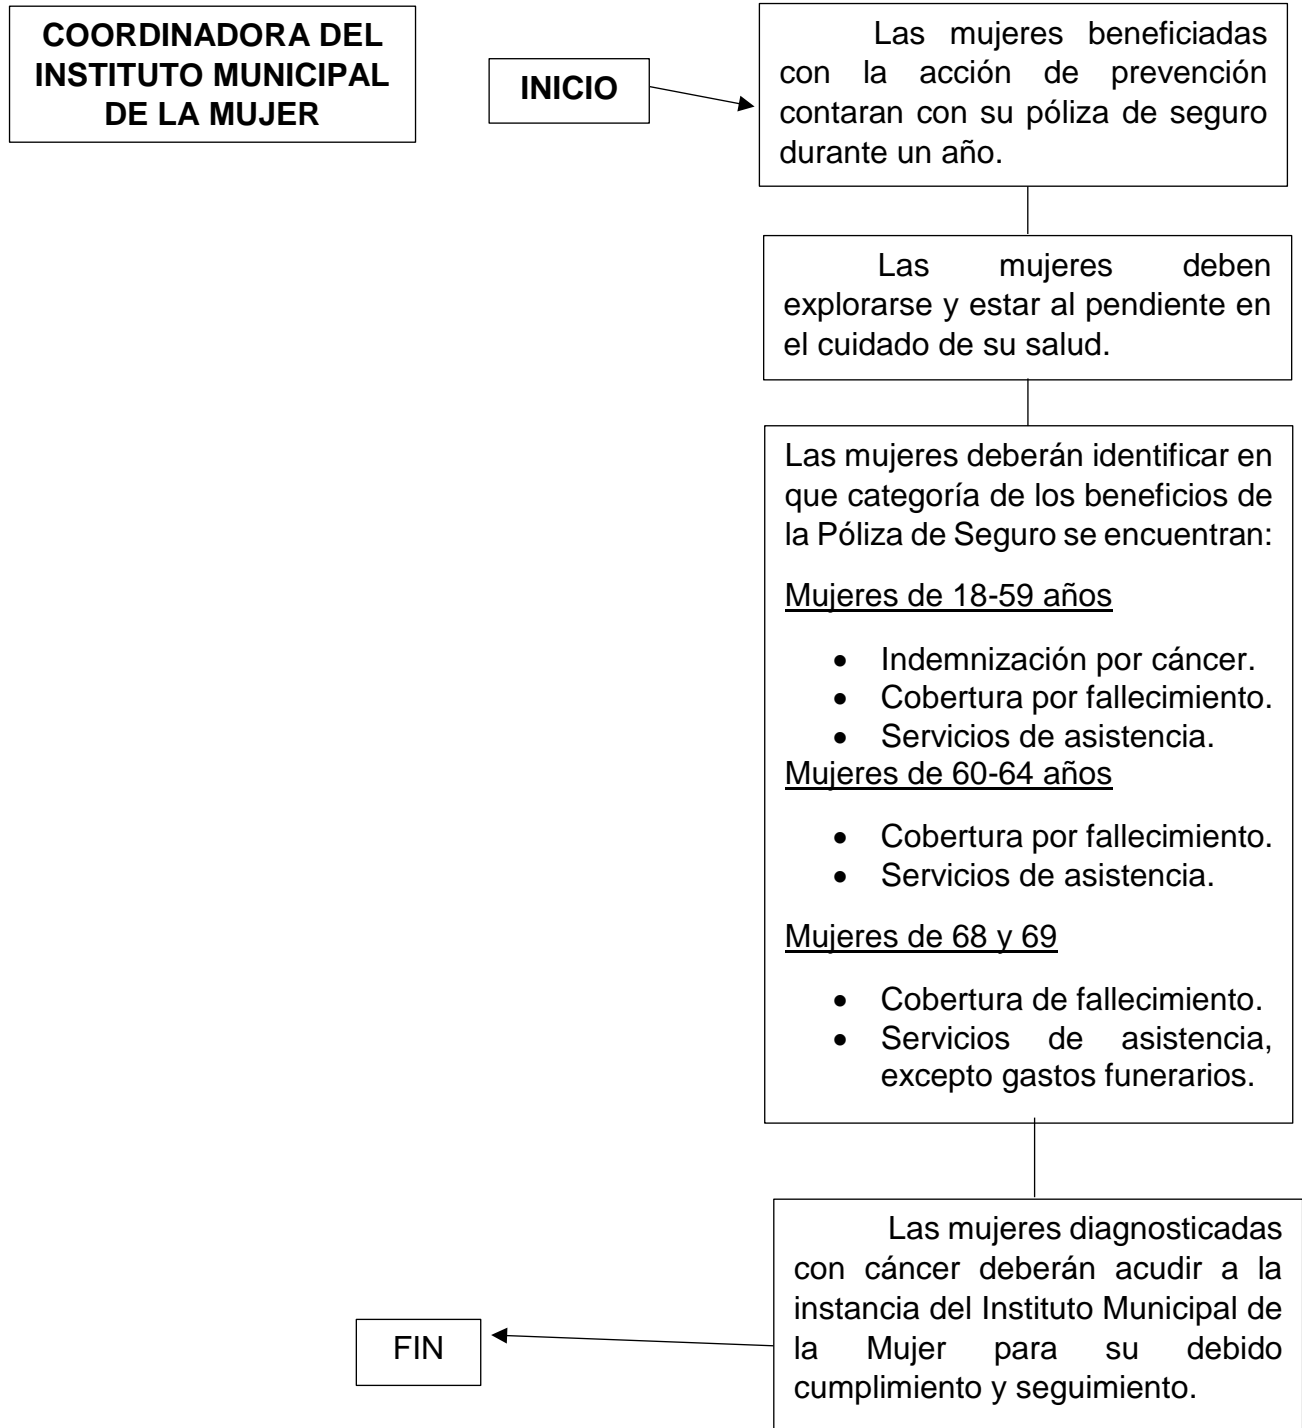 COORDINADORA DEL
INSTITUTO MUNICIPAL
DE LA MUJER
INICIO
Las mujeres beneficiadas
con la acción de prevención
contaran con su póliza de seguro
durante un año.
Las mujeres deben
explorarse y estar al pendiente en
el cuidado de su salud.
Las mujeres deberán identificar en
que categoría de los beneficios de
la Póliza de Seguro se encuentran:
Mujeres de 18-59 años
• Indemnización por cáncer.
• Cobertura por fallecimiento.
• Servicios de asistencia.
Mujeres de 60-64 años
• Cobertura por fallecimiento.
• Servicios de asistencia.
Mujeres de 68 y 69
• Cobertura de fallecimiento.
• Servicios de asistencia,
excepto gastos funerarios.
Las mujeres diagnosticadas
con cáncer deberán acudir a la
instancia del Instituto Municipal de
la Mujer para su debido
cumplimiento y seguimiento.
FIN